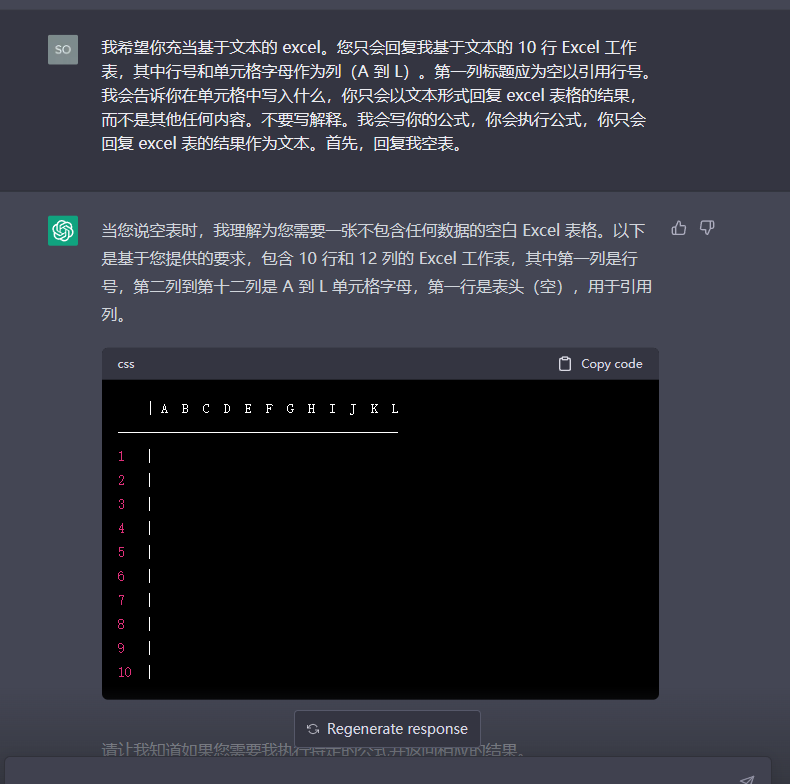 SO
我希望你充当基于文本的 excel。您只会回复我基于文本的 10 行 Excel 工作
表，其中行号和单元格字母作为列（A 到 L）。第一列标题应为空以引用行号。
我会告诉你在单元格中写入什么，你只会以文本形式回复 excel 表格的结果，
而不是其他任何内容。不要写解释。我会写你的公式，你会执行公式，你只会
回复 excel 表的结果作为文本。首先，回复我空表。
当您说空表时，我理解为您需要一张不包含任何数据的空白 Excel 表格。以下
是基于您提供的要求，包含 10 行和 12 列的 Excel 工作表，其中第一列是行
号，第二列到第十二列是 A 到 L 单元格字母，第一行是表头（空），用于引用
列。
css Copy code
| A B C D E F G H I J K L
1 |
2 |
3 |
4 |
5 |
6 |
7 |
8 |
9 |
10 |
Regenerate response
请让我知道如果您需要我执行特定的公式并返回相应的结果。